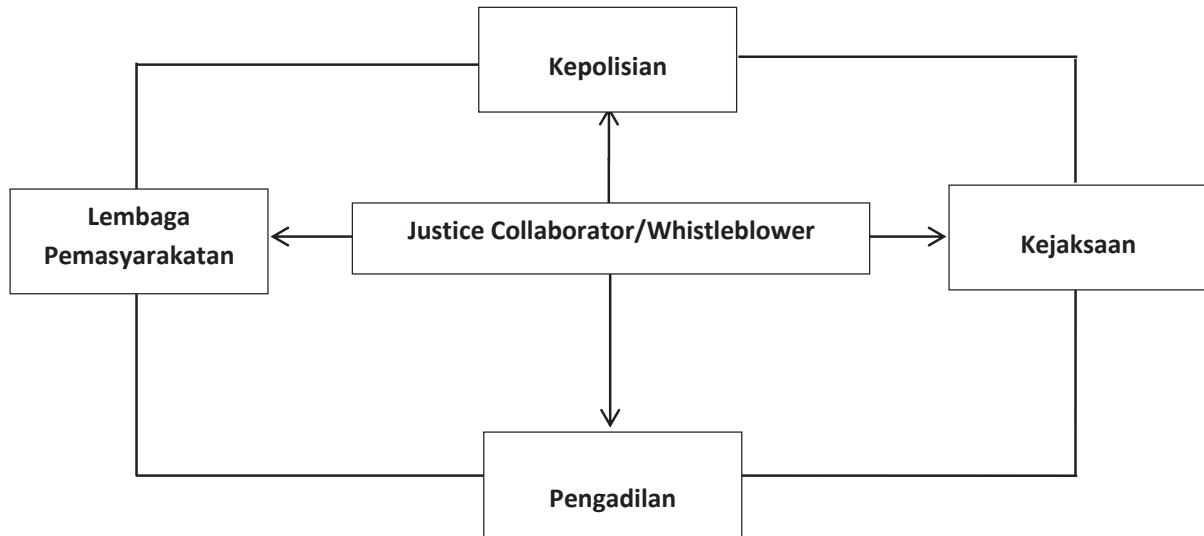 Kepolisian
Lembaga
Pemasyarakatan
Justice Collaborator/Whistleblower
Kejaksaan
Pengadilan